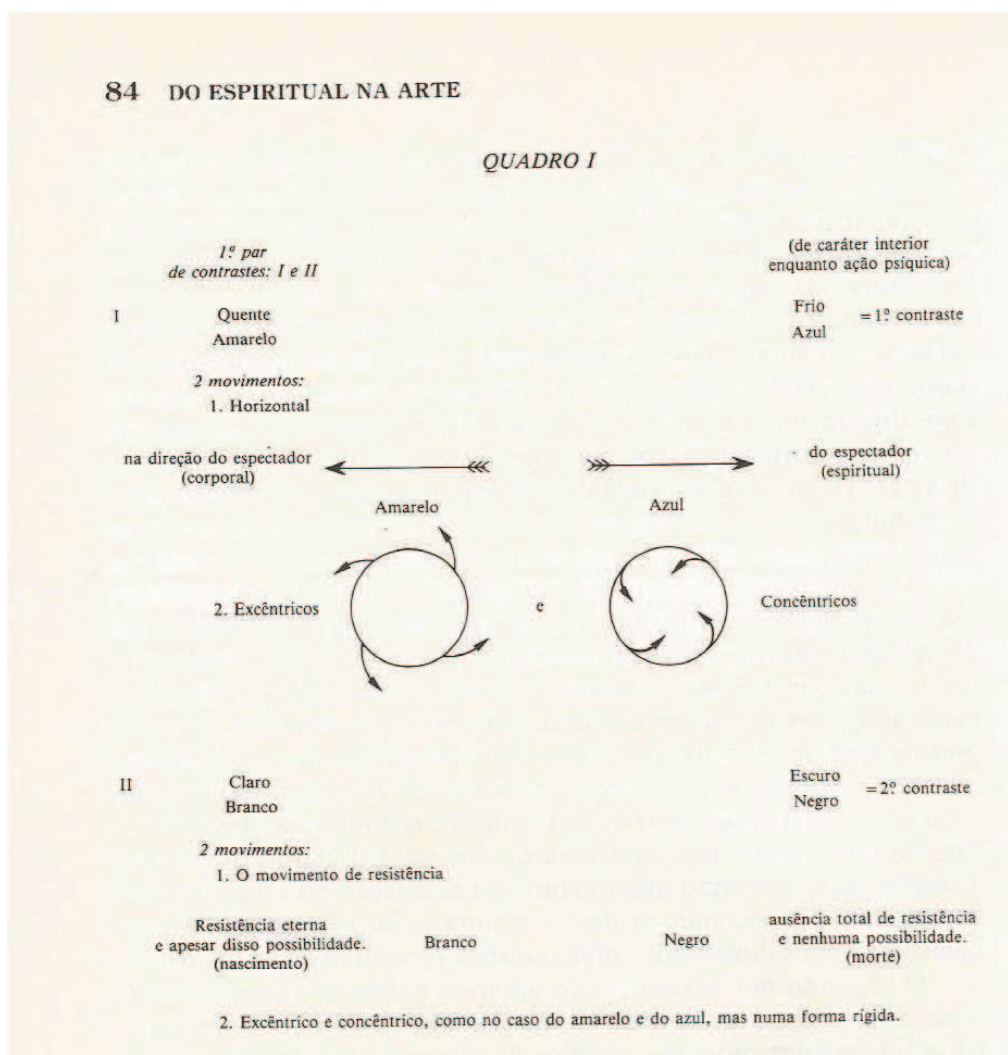 84 DO ESPIRITUAL NA ARTE
QUADRO I
1º par
de contrastes: I e II
(de caráter interior
enquanto ação psíquica)
I Quente
Amarelo
Frio
Azul
= 1º contraste
2 movimentos:
1. Horizontal
na direção do espectador
(corporal)
do espectador
(espiritual)
Amarelo Azul
2. Excêntricos e Concêntricos
II Claro
Branco
Escuro
Negro
= 2º contraste
2 movimentos:
1. O movimento de resistência
Resistência eterna
e apesar disso possibilidade.
(nascimento)
Branco Negro
ausência total de resistência
e nenhuma possibilidade.
(morte)
2. Excêntrico e concêntrico, como no caso do amarelo e do azul, mas numa forma rígida.